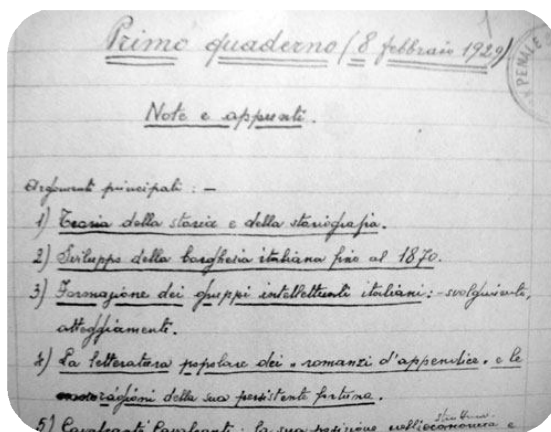 Primo quaderno (8 febbraio 1929)
PENALE
Note e appunti.
Argomenti principali : —
1) Teoria della storia e della storiografia.
2) Sviluppo della borghesia italiana fino al 1870.
3) Formazione dei gruppi intellettuali italiani: - svolgimento,
atteggiamenti.
4) La letteratura popolare dei "romanzi d'appendice" e le
ragioni della sua persistente fortuna.
5) Cavalcante Cavalcanti: la sua posizione nell' e